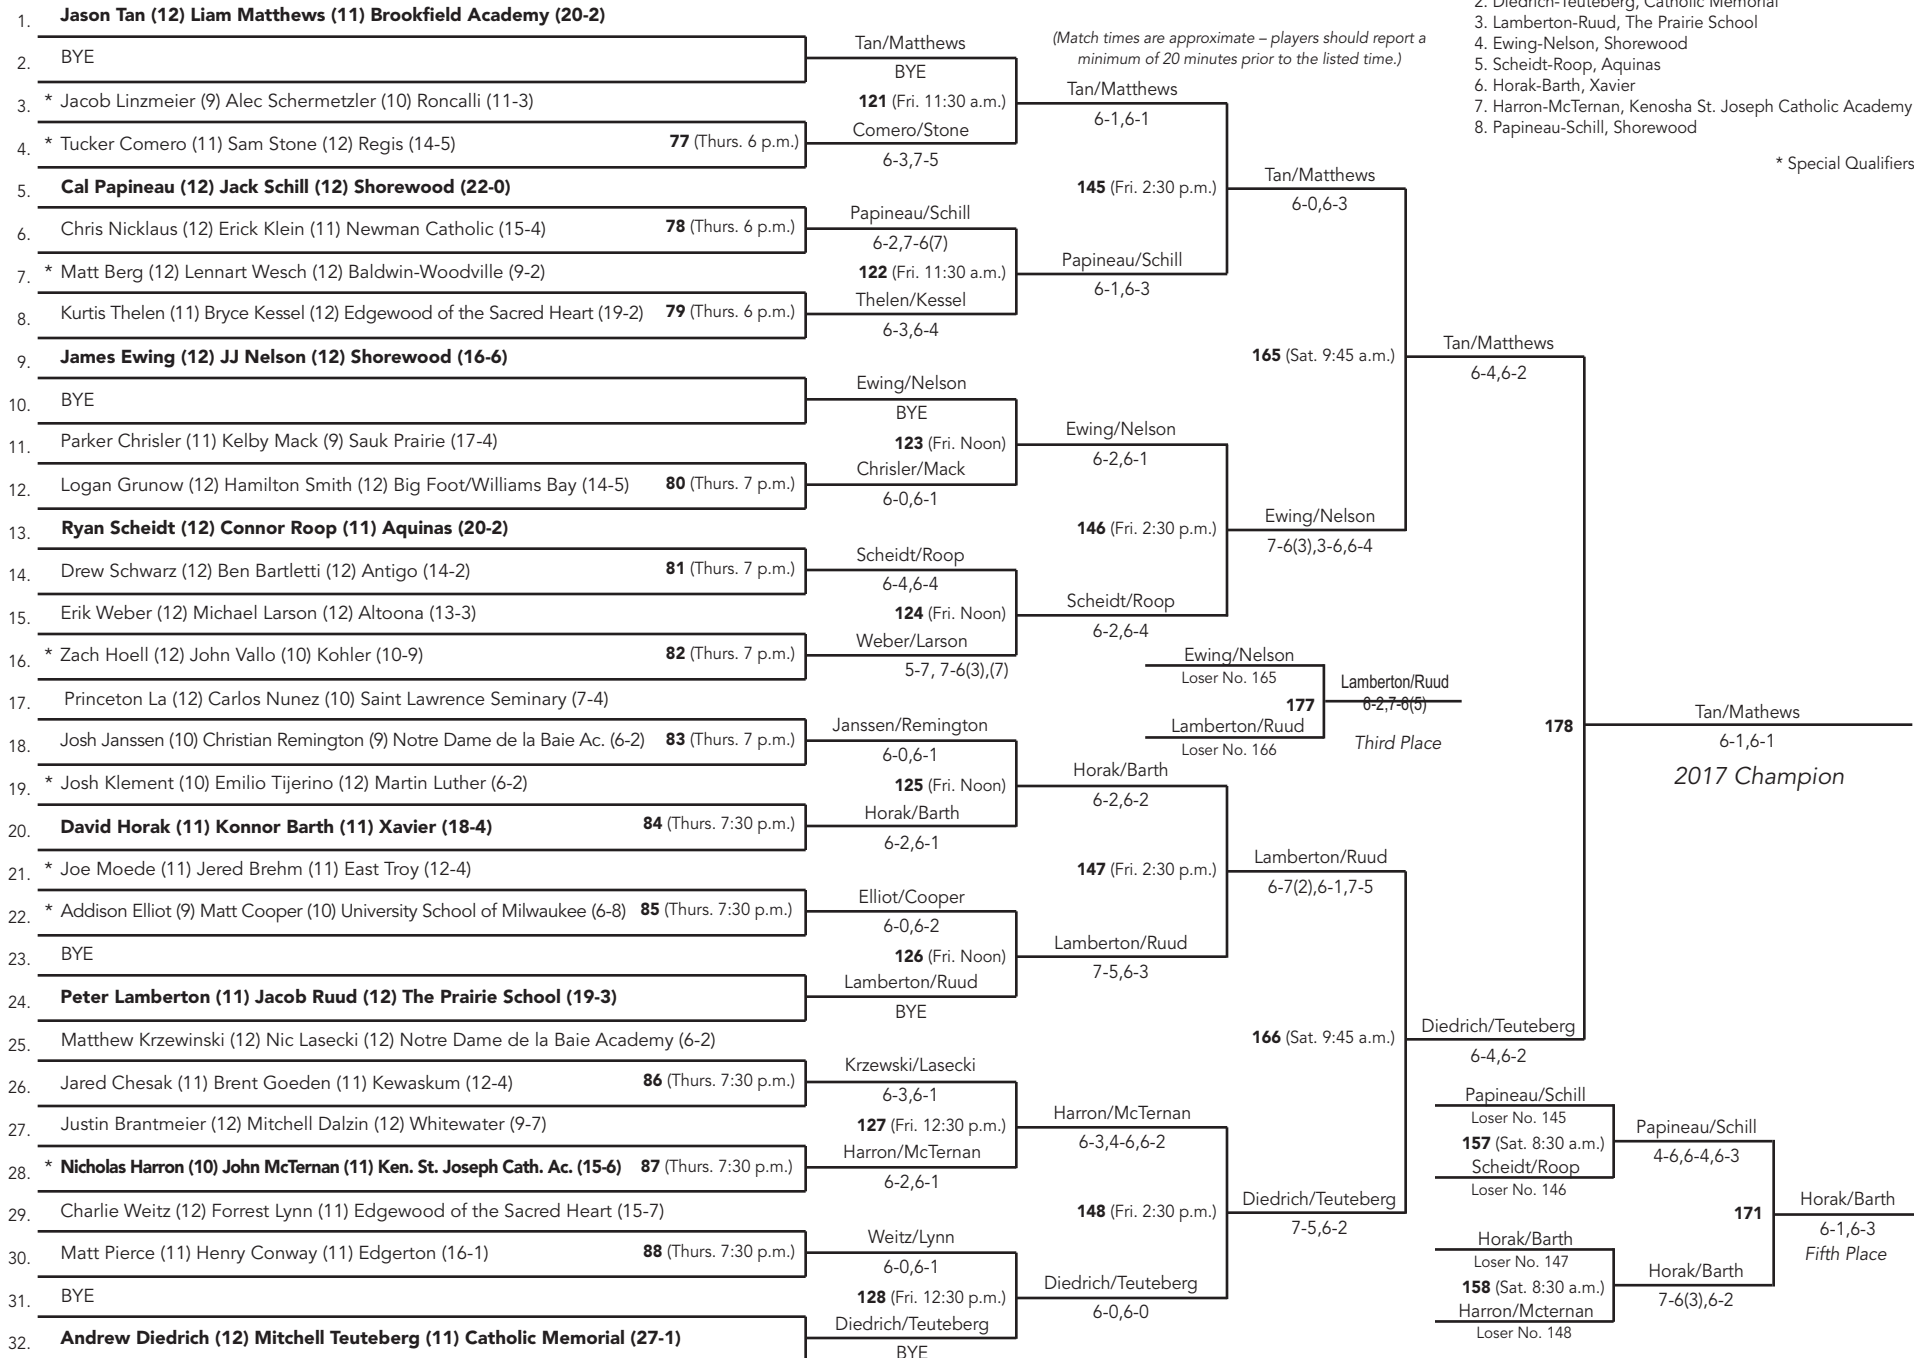 1. Jason Tan (12) Liam Matthews (11) Brookfield Academy (20-2)
2. BYE
3. * Jacob Linzmeier (9) Alec Schermetzler (10) Roncalli (11-3)
4. * Tucker Comero (11) Sam Stone (12) Regis (14-5) 77 (Thurs. 6 p.m.)
5. Cal Papineau (12) Jack Schill (12) Shorewood (22-0)
6. Chris Nicklaus (12) Erick Klein (11) Newman Catholic (15-4) 78 (Thurs. 6 p.m.)
7. * Matt Berg (12) Lennart Wesch (12) Baldwin-Woodville (9-2)
8. Kurtis Thelen (11) Bryce Kessel (12) Edgewood of the Sacred Heart (19-2) 79 (Thurs. 6 p.m.)
9. James Ewing (12) JJ Nelson (12) Shorewood (16-6)
10. BYE
11. Parker Chrisler (11) Kelby Mack (9) Sauk Prairie (17-4)
12. Logan Grunow (12) Hamilton Smith (12) Big Foot/Williams Bay (14-5) 80 (Thurs. 7 p.m.)
13. Ryan Scheidt (12) Connor Roop (11) Aquinas (20-2)
14. Drew Schwarz (12) Ben Bartletti (12) Antigo (14-2) 81 (Thurs. 7 p.m.)
15. Erik Weber (12) Michael Larson (12) Altoona (13-3)
16. * Zach Hoell (12) John Vallo (10) Kohler (10-9) 82 (Thurs. 7 p.m.)
17. Princeton La (12) Carlos Nunez (10) Saint Lawrence Seminary (7-4)
18. Josh Janssen (10) Christian Remington (9) Notre Dame de la Baie Ac. (6-2) 83 (Thurs. 7 p.m.)
19. * Josh Klement (10) Emilio Tijerino (12) Martin Luther (6-2)
20. David Horak (11) Konnor Barth (11) Xavier (18-4) 84 (Thurs. 7:30 p.m.)
21. * Joe Moede (11) Jered Brehm (11) East Troy (12-4)
22. * Addison Elliot (9) Matt Cooper (10) University School of Milwaukee (6-8) 85 (Thurs. 7:30 p.m.)
23. BYE
24. Peter Lamberton (11) Jacob Ruud (12) The Prairie School (19-3)
25. Matthew Krzewinski (12) Nic Lasecki (12) Notre Dame de la Baie Academy (6-2)
26. Jared Chesak (11) Brent Goeden (11) Kewaskum (12-4) 86 (Thurs. 7:30 p.m.)
27. Justin Brantmeier (12) Mitchell Dalzin (12) Whitewater (9-7)
28. * Nicholas Harron (10) John McTernan (11) Ken. St. Joseph Cath. Ac. (15-6) 87 (Thurs. 7:30 p.m.)
29. Charlie Weitz (12) Forrest Lynn (11) Edgewood of the Sacred Heart (15-7)
30. Matt Pierce (11) Henry Conway (11) Edgerton (16-1) 88 (Thurs. 7:30 p.m.)
31. BYE
32. Andrew Diedrich (12) Mitchell Teuteberg (11) Catholic Memorial (27-1)
Tan/Matthews
BYE
121 (Fri. 11:30 a.m.)
Comero/Stone
6-3,7-5
Papineau/Schill
6-2,7-6(7)
122 (Fri. 11:30 a.m.)
Thelen/Kessel
6-3,6-4
Ewing/Nelson
BYE
123 (Fri. Noon)
Chrisler/Mack
6-0,6-1
Scheidt/Roop
6-4,6-4
124 (Fri. Noon)
Weber/Larson
5-7, 7-6(3),(7)
Janssen/Remington
6-0,6-1
125 (Fri. Noon)
Horak/Barth
6-2,6-1
Elliot/Cooper
6-0,6-2
126 (Fri. Noon)
Lamberton/Ruud
BYE
Krzewski/Lasecki
6-3,6-1
127 (Fri. 12:30 p.m.)
Harron/McTernan
6-2,6-1
Weitz/Lynn
6-0,6-1
128 (Fri. 12:30 p.m.)
Diedrich/Teuteberg
BYE
(Match times are approximate – players should report a
minimum of 20 minutes prior to the listed time.)
Tan/Matthews
6-1,6-1
145 (Fri. 2:30 p.m.)
Papineau/Schill
6-1,6-3
Ewing/Nelson
6-2,6-1
146 (Fri. 2:30 p.m.)
Scheidt/Roop
6-2,6-4
Horak/Barth
6-2,6-2
147 (Fri. 2:30 p.m.)
Lamberton/Ruud
7-5,6-3
Harron/McTernan
6-3,4-6,6-2
148 (Fri. 2:30 p.m.)
Diedrich/Teuteberg
6-0,6-0
Tan/Matthews
6-0,6-3
165 (Sat. 9:45 a.m.)
Ewing/Nelson
7-6(3),3-6,6-4
Lamberton/Ruud
6-7(2),6-1,7-5
166 (Sat. 9:45 a.m.)
Diedrich/Teuteberg
7-5,6-2
Ewing/Nelson
Loser No. 165
177
Lamberton/Ruud
Loser No. 166
Lamberton/Ruud
6-2,7-6(5)
Third Place
Tan/Matthews
6-4,6-2
178
Diedrich/Teuteberg
6-4,6-2
Tan/Mathews
6-1,6-1
2017 Champion
2. Diedrich-Teuteberg, Catholic Memorial
3. Lamberton-Ruud, The Prairie School
4. Ewing-Nelson, Shorewood
5. Scheidt-Roop, Aquinas
6. Horak-Barth, Xavier
7. Harron-McTernan, Kenosha St. Joseph Catholic Academy
8. Papineau-Schill, Shorewood
* Special Qualifiers
Papineau/Schill
Loser No. 145
157 (Sat. 8:30 a.m.)
Scheidt/Roop
Loser No. 146
Papineau/Schill
4-6,6-4,6-3
Horak/Barth
Loser No. 147
158 (Sat. 8:30 a.m.)
Harron/Mcternan
Loser No. 148
Horak/Barth
7-6(3),6-2
171
Horak/Barth
6-1,6-3
Fifth Place